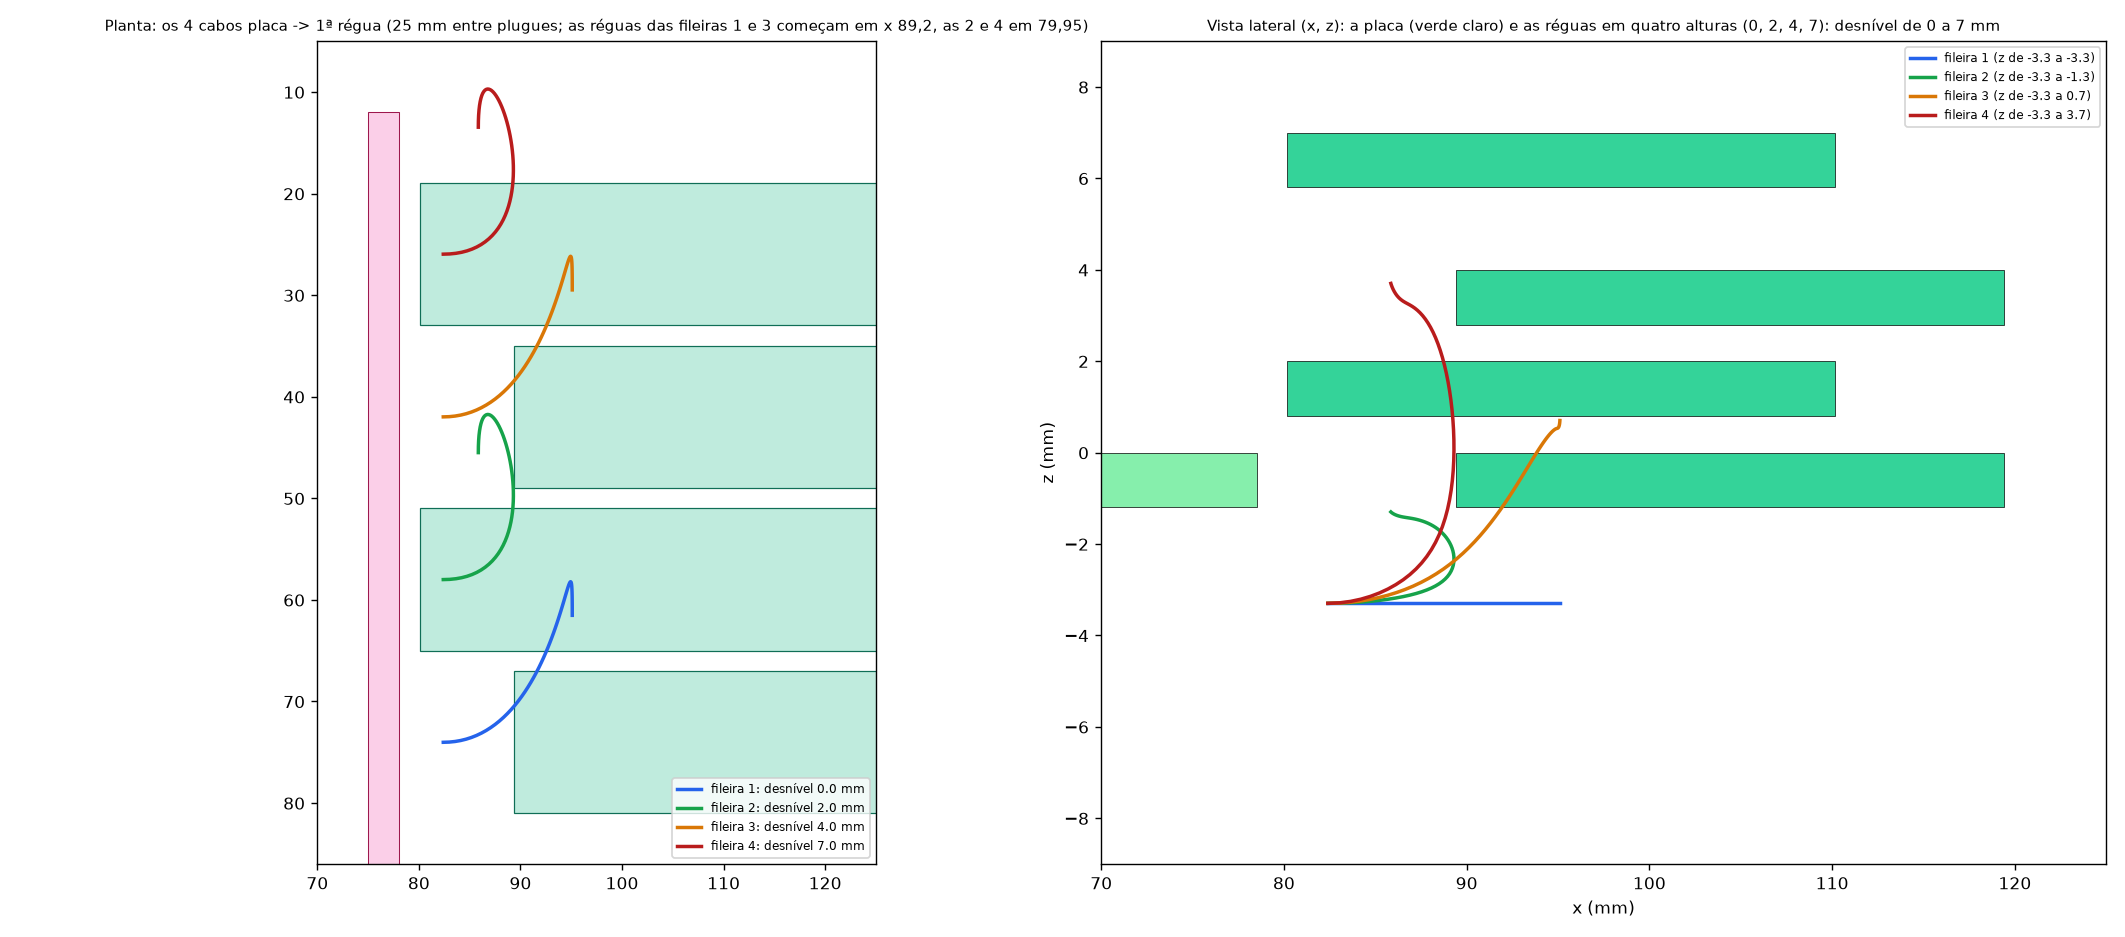 Planta: os 4 cabos placa -> 1ª régua (25 mm entre plugues; as réguas das fileiras 1 e 3 começam em x 89,2, as 2 e 4 em 79,95)
10
20
30
40
50
60
70
80
70 80 90 100 110 120
fileira 1: desnível 0.0 mm
fileira 2: desnível 2.0 mm
fileira 3: desnível 4.0 mm
fileira 4: desnível 7.0 mm
Vista lateral (x, z): a placa (verde claro) e as réguas em quatro alturas (0, 2, 4, 7): desnível de 0 a 7 mm
fileira 1 (z de -3.3 a -3.3)
fileira 2 (z de -3.3 a -1.3)
fileira 3 (z de -3.3 a 0.7)
fileira 4 (z de -3.3 a 3.7)
z (mm)
8
6
4
2
0
−2
−4
−6
−8
70 80 90 100 110 120
x (mm)